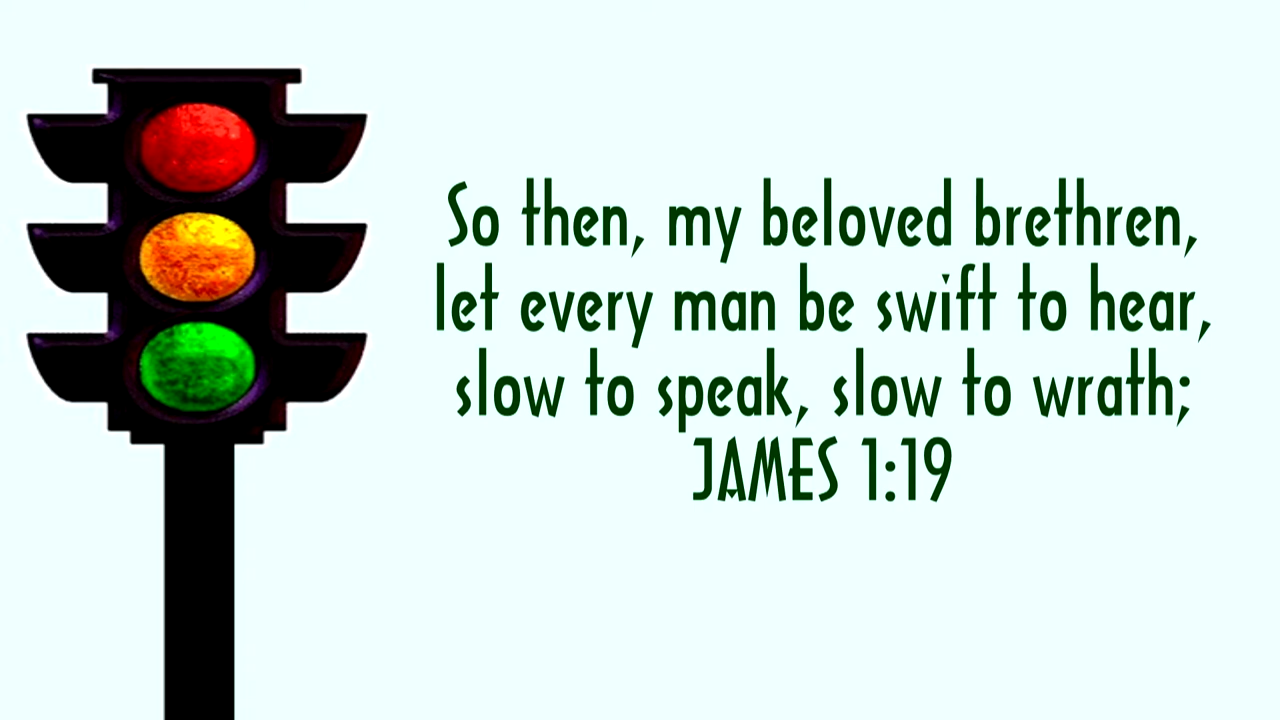 So then, my beloved brethren,
let every man be swift to hear,
slow to speak, slow to wrath;
JAMES 1:19